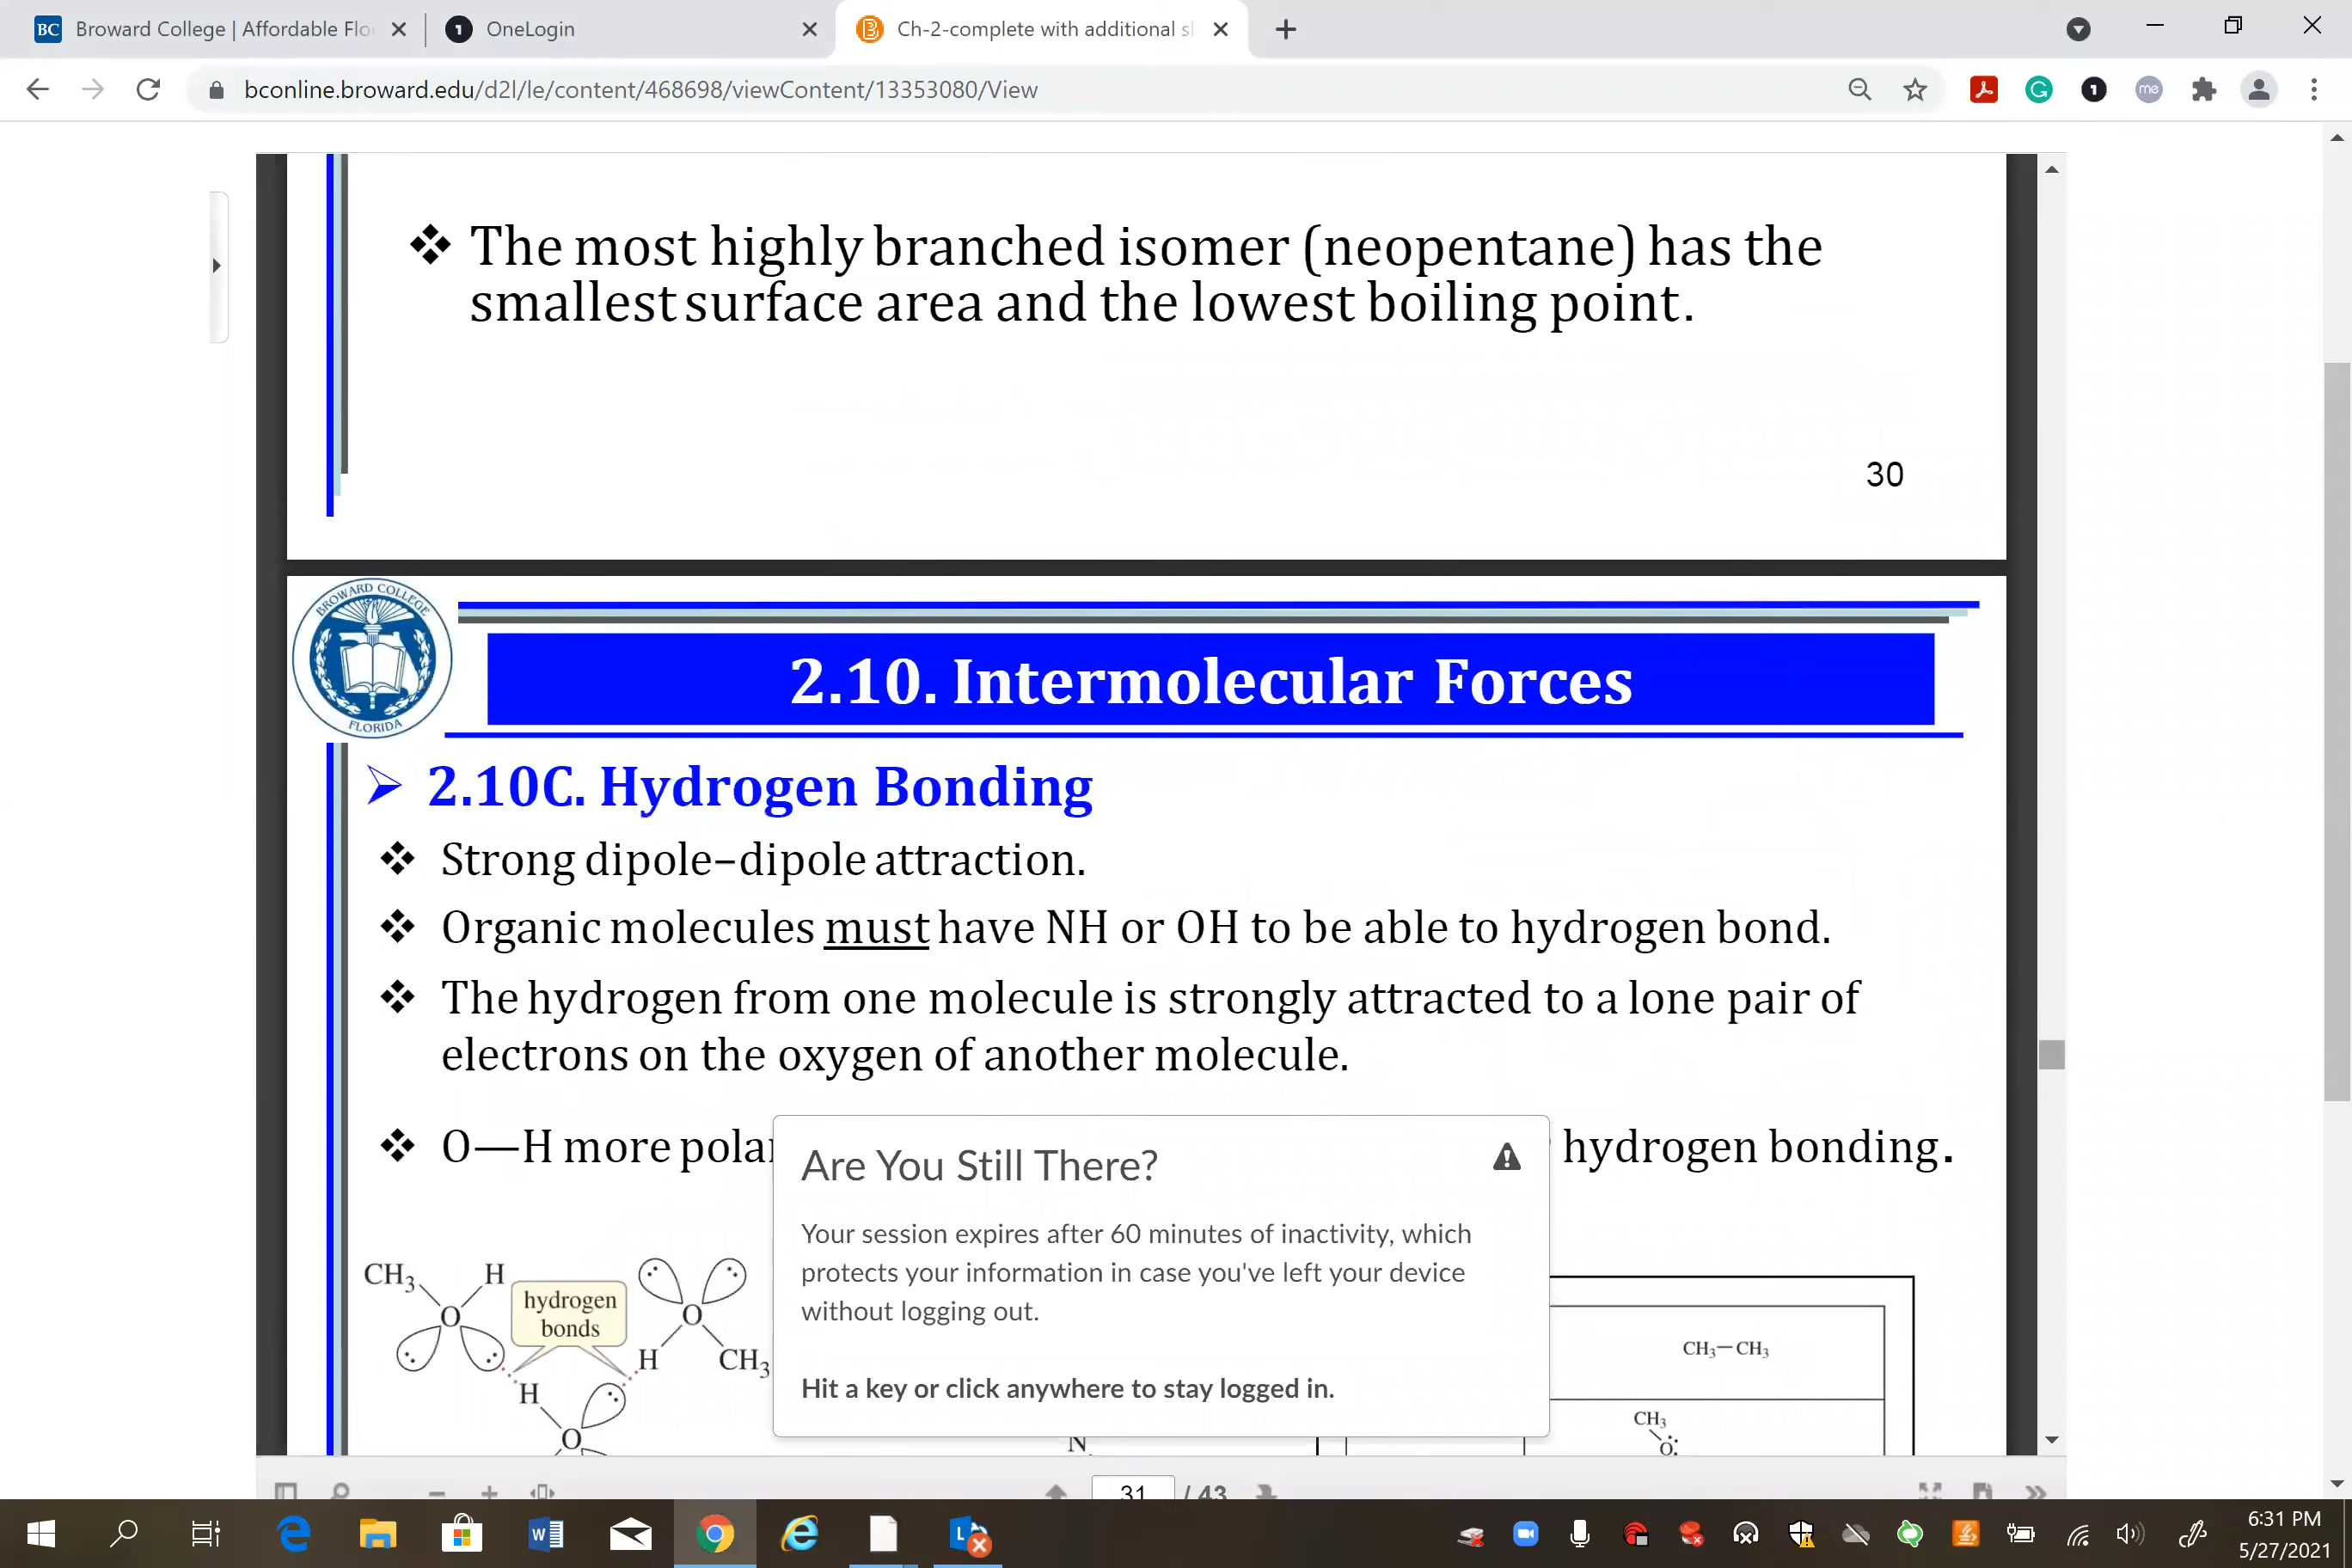 Broward College | Affordable Flo
OneLogin
Ch-2-complete with additional sl
bconline.broward.edu/d2l/le/content/468698/viewContent/13353080/View
❖ The most highly branched isomer (neopentane) has the
smallest surface area and the lowest boiling point.
30
BROWARD COLLEGE
FLORIDA
2.10. Intermolecular Forces
➢ 2.10C. Hydrogen Bonding
❖ Strong dipole–dipole attraction.
❖ Organic molecules must have NH or OH to be able to hydrogen bond.
❖ The hydrogen from one molecule is strongly attracted to a lone pair of
electrons on the oxygen of another molecule.
❖ O—H more polar
hydrogen bonding.
Are You Still There?
Your session expires after 60 minutes of inactivity, which
protects your information in case you've left your device
without logging out.
Hit a key or click anywhere to stay logged in.
CH₃ H
O
hydrogen
bonds
O
H CH₃
H
O
N
CH₃—CH₃
CH₃
O
31 / 43
6:31 PM
5/27/2021